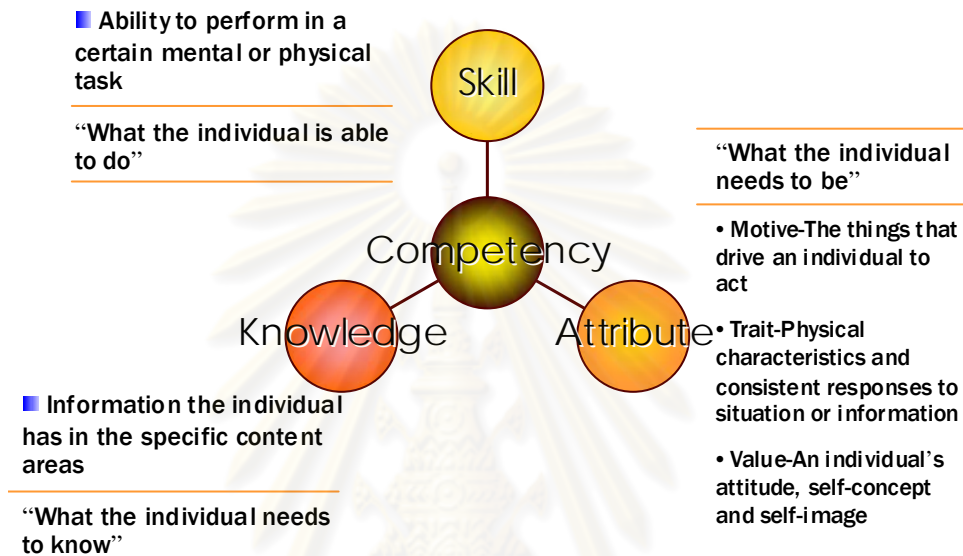 Ability to perform in a
certain mental or physical
task
“What the individual is able
to do”
Skill
Competency
Knowledge
Attribute
“What the individual
needs to be”
• Motive-The things that
drive an individual to
act
• Trait-Physical
characteristics and
consistent responses to
situation or information
• Value-An individual’s
attitude, self-concept
and self-image
Information the individual
has in the specific content
areas
“What the individual needs
to know”